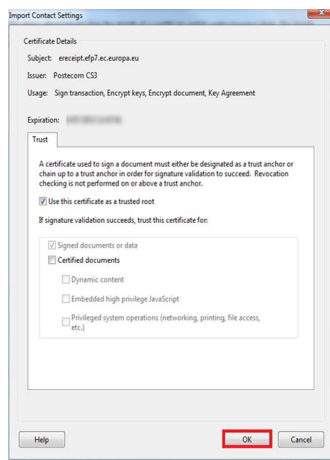 Import Contact Settings
Certificate Details
Subject: ereceipt.efp7.ec.europa.eu
Issuer: Postecom CS3
Usage: Sign transaction, Encrypt keys, Encrypt document, Key Agreement
Expiration:
Trust
A certificate used to sign a document must either be designated as a trust anchor or
chain up to a trust anchor in order for signature validation to succeed. Revocation
checking is not performed on or above a trust anchor.
Use this certificate as a trusted root
If signature validation succeeds, trust this certificate for:
Signed documents or data
Certified documents
Dynamic content
Embedded high privilege JavaScript
Privileged system operations (networking, printing, file access,
etc.)
Help OK Cancel